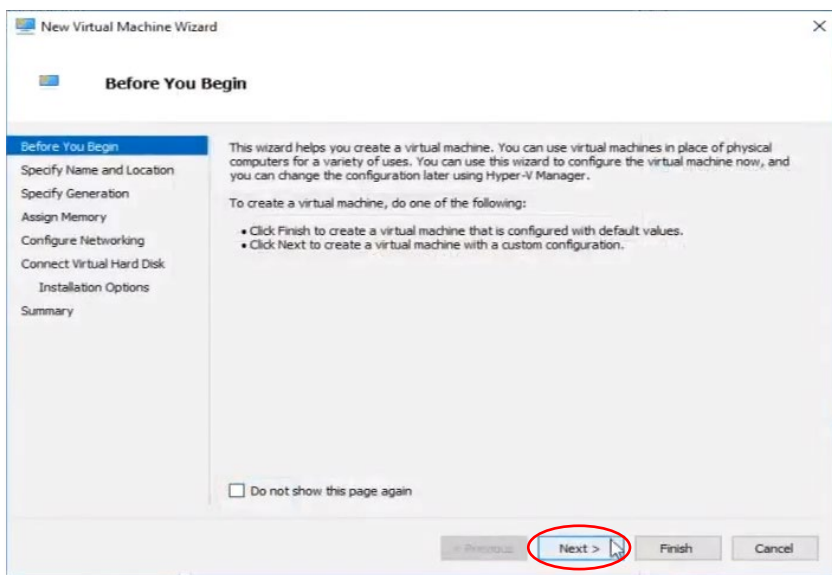 New Virtual Machine Wizard
Before You Begin
Before You Begin
Specify Name and Location
Specify Generation
Assign Memory
Configure Networking
Connect Virtual Hard Disk
Installation Options
Summary
This wizard helps you create a virtual machine. You can use virtual machines in place of physical
computers for a variety of uses. You can use this wizard to configure the virtual machine now, and
you can change the configuration later using Hyper-V Manager.
To create a virtual machine, do one of the following:
• Click Finish to create a virtual machine that is configured with default values.
• Click Next to create a virtual machine with a custom configuration.
Do not show this page again
< Previous Next > Finish Cancel